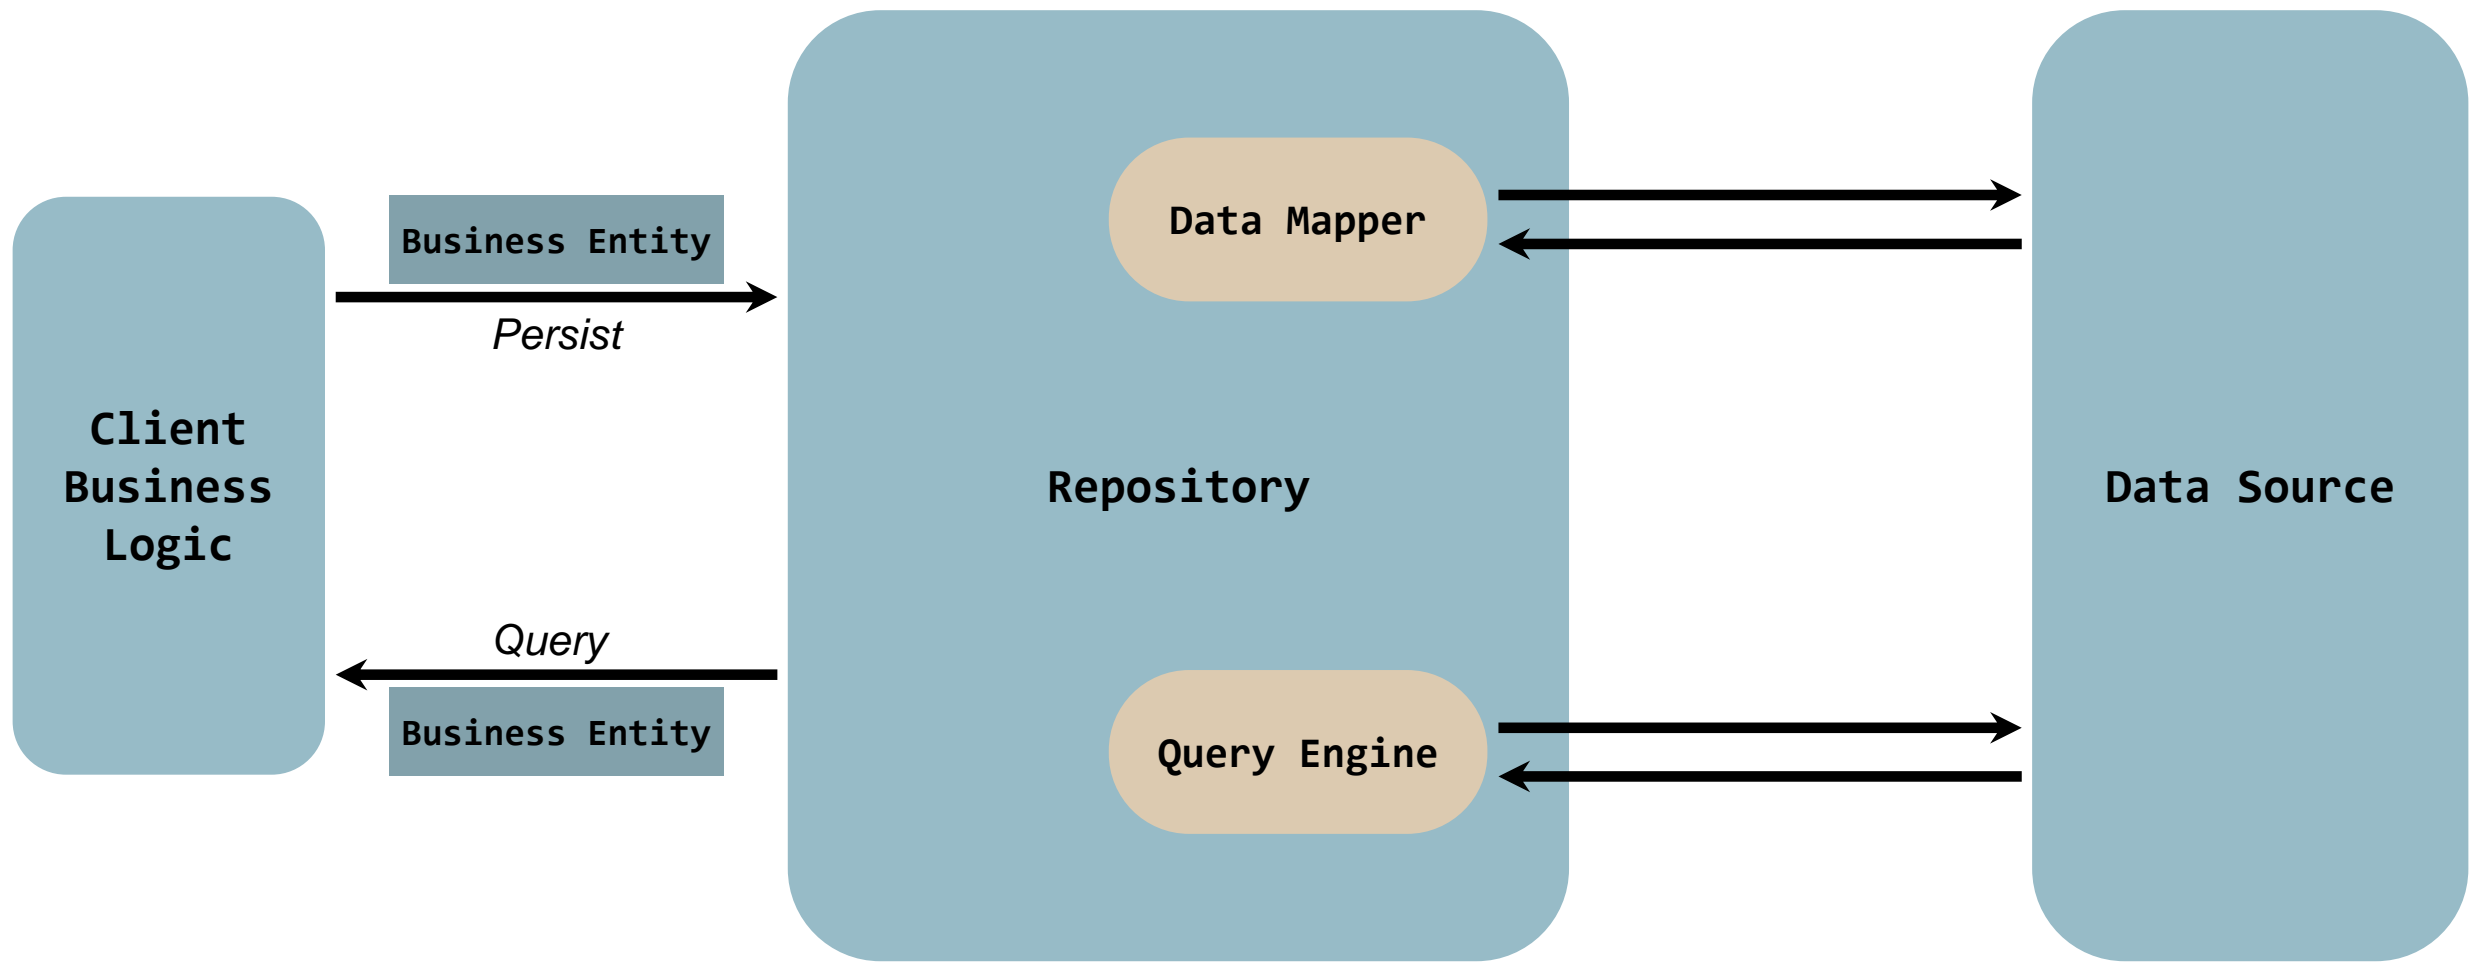 Client
Business
Logic
Business Entity
Persist
Query
Business Entity
Data Mapper
Repository
Query Engine
Data Source